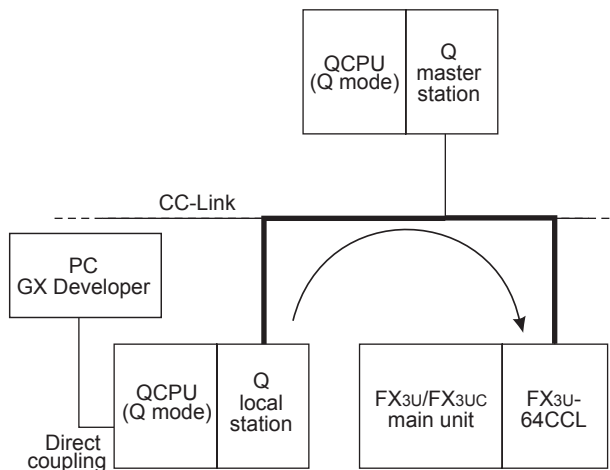 QCPU
(Q mode)
Q
master
station
CC-Link
PC
GX Developer
QCPU
(Q mode)
Q
local
station
FX3U/FX3UC
main unit
FX3U-
64CCL
Direct
coupling